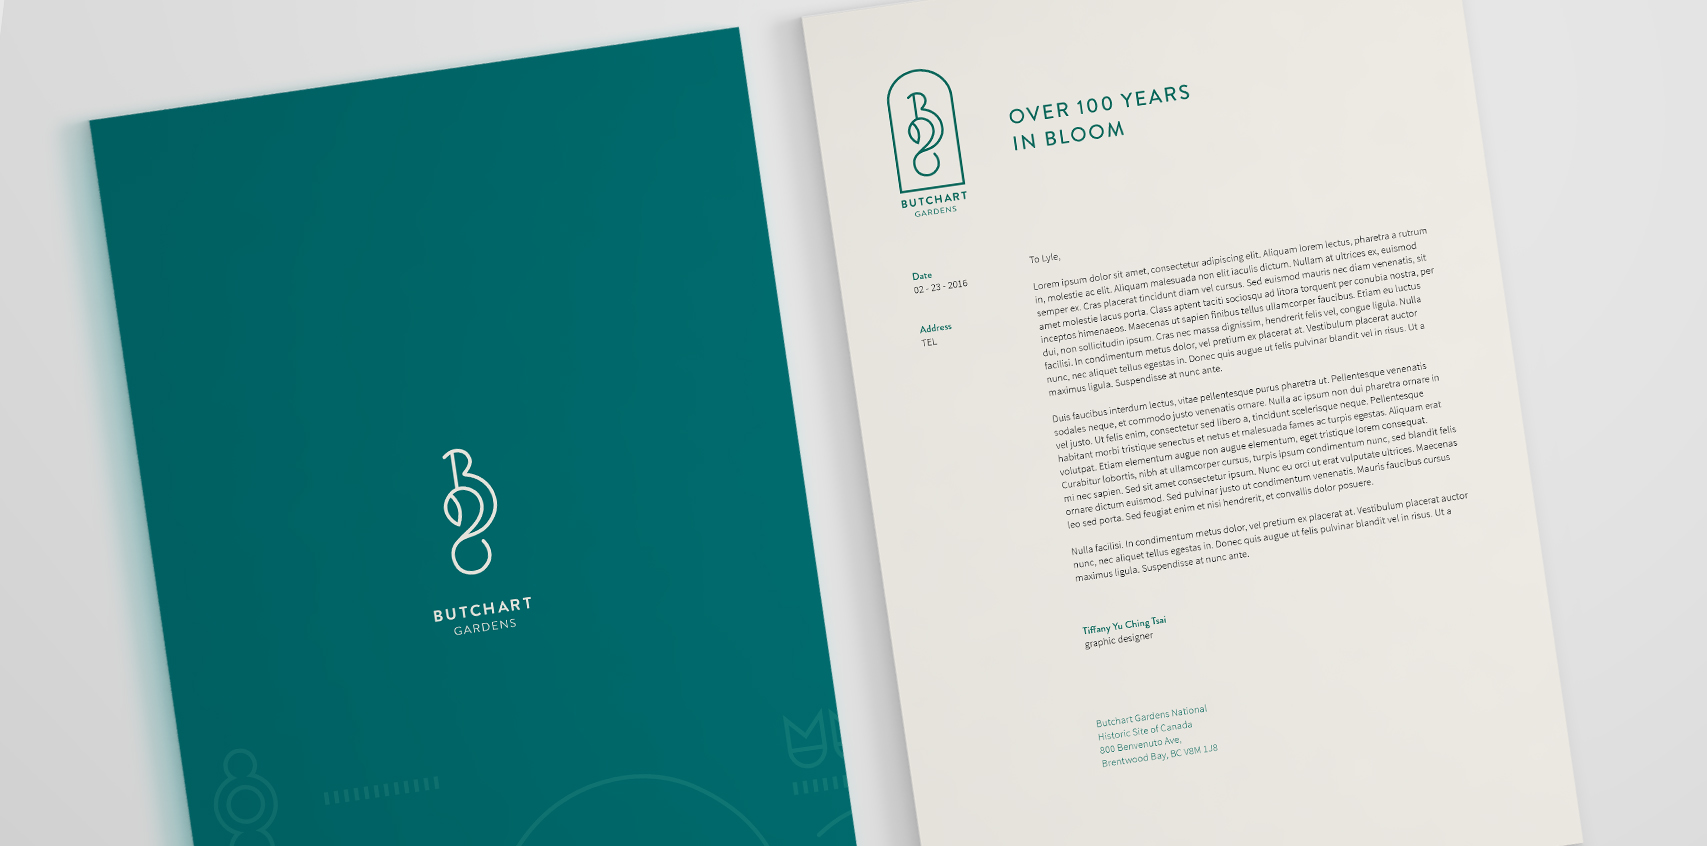 BUTCHART
GARDENS
BUTCHART
GARDENS
OVER 100 YEARS
IN BLOOM
Date
02 - 23 - 2016
Address
TEL
To Lyle,
Lorem ipsum dolor sit amet, consectetur adipiscing elit. Aliquam lorem lectus, pharetra a rutrum
in, molestie ac elit. Aliquam malesuada non elit iaculis dictum. Nullam at ultrices ex, euismod
semper ex. Cras placerat tincidunt diam vel cursus. Sed euismod mauris nec diam venenatis, sit
amet molestie lacus porta. Class aptent taciti sociosqu ad litora torquent per conubia nostra, per
inceptos himenaeos. Maecenas ut sapien finibus tellus ullamcorper faucibus. Etiam eu luctus
dui, non sollicitudin ipsum. Cras nec massa dignissim, hendrerit felis vel, congue ligula. Nulla
facilisi. In condimentum metus dolor, vel pretium ex placerat at. Vestibulum placerat auctor
nunc, nec aliquet tellus egestas in. Donec quis augue ut felis pulvinar blandit vel in risus. Ut a
maximus ligula. Suspendisse at nunc ante.
Duis faucibus interdum lectus, vitae pellentesque purus pharetra ut. Pellentesque venenatis
sodales neque, et commodo justo venenatis ornare. Nulla ac ipsum non dui pharetra ornare in
vel justo. Ut felis enim, consectetur sed libero a, tincidunt scelerisque neque. Pellentesque
habitant morbi tristique senectus et netus et malesuada fames ac turpis egestas. Aliquam erat
volutpat. Etiam elementum augue non augue elementum, eget tristique lorem consequat.
Curabitur lobortis, nibh at ullamcorper cursus, turpis ipsum condimentum nunc, sed blandit felis
mi nec sapien. Sed sit amet consectetur ipsum. Nunc eu orci ut erat vulputate ultrices. Maecenas
ornare dictum euismod. Sed pulvinar justo ut condimentum venenatis. Mauris faucibus cursus
leo sed porta. Sed feugiat enim et nisi hendrerit, et convallis dolor posuere.
Nulla facilisi. In condimentum metus dolor, vel pretium ex placerat at. Vestibulum placerat auctor
nunc, nec aliquet tellus egestas in. Donec quis augue ut felis pulvinar blandit vel in risus. Ut a
maximus ligula. Suspendisse at nunc ante.
Tiffany Yu Ching Tsai
graphic designer
Butchart Gardens National
Historic Site of Canada
800 Benvenuto Ave,
Brentwood Bay, BC V8M 1J8